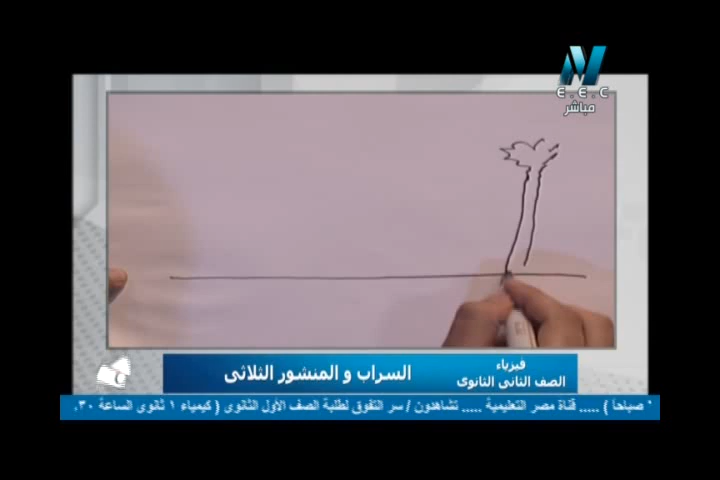 E.E.C
مباشر
فيزياء
الصف الثانى الثانوى
السراب و المنشور الثلاثى
صباحا ) ..... قناة مصر التعليمية ..... تشاهدون / سر التفوق لطلبة الصف الأول الثانوى ( كيمياء ١ ثانوى الساعة ٣٠.